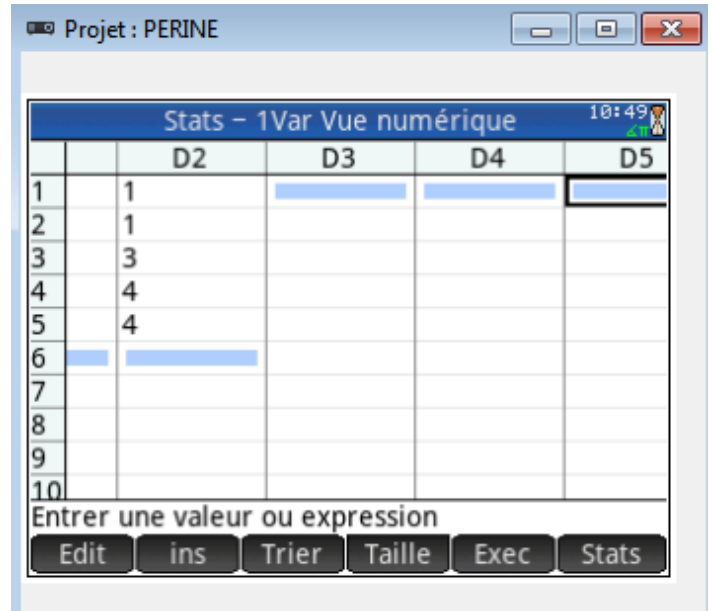 Projet : PERINE
Stats – 1Var Vue numérique 10:49
∡π
D2 D3 D4 D5
1 1
2 1
3 3
4 4
5 4
6
7
8
9
10
Entrer une valeur ou expression
Edit ins Trier Taille Exec Stats